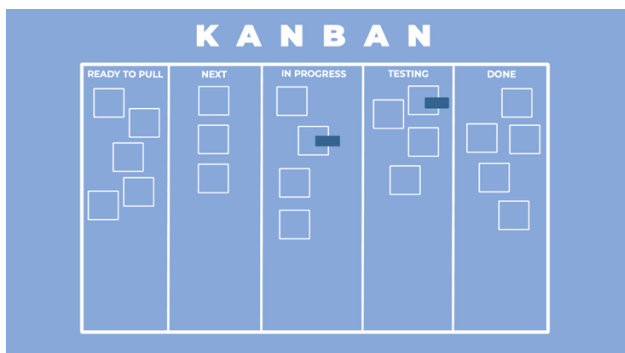 KANBAN
READY TO PULL
NEXT
IN PROGRESS
TESTING
DONE